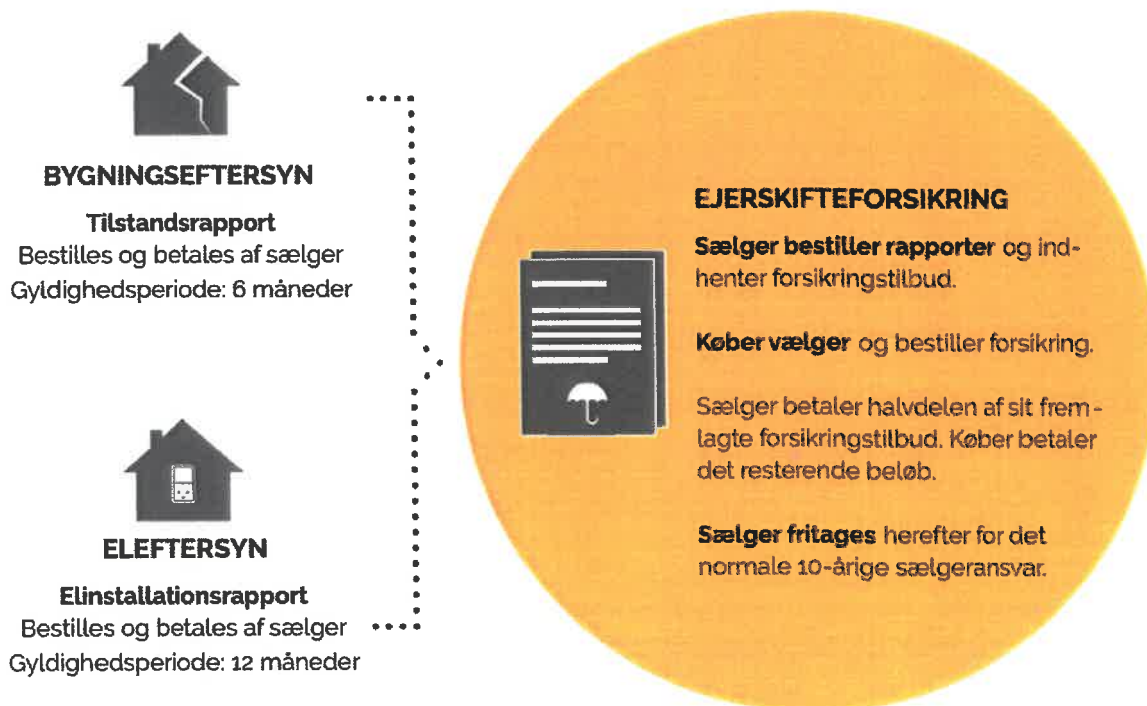 BYGNINGSEFTERSYN
Tilstandsrapport
Bestilles og betales af sælger
Gyldighedsperiode: 6 måneder
ELEFTERSYN
Elinstallationsrapport
Bestilles og betales af sælger
Gyldighedsperiode: 12 måneder
EJERSKIFTEFORSIKRING
Sælger bestiller rapporter og ind-
henter forsikringstilbud.
Køber vælger og bestiller forsikring.
Sælger betaler halvdelen af sit frem-
lagte forsikringstilbud. Køber betaler
det resterende beløb.
Sælger fritages herefter for det
normale 10-årige sælgeransvar.